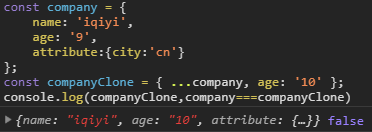 const company = {
    name: 'iqiyi',
    age: '9',
    attribute:{city:'cn'}
};
const companyClone = { ...company, age: '10' };
console.log(companyClone,company===companyClone)
▶ {name: "iqiyi", age: "10", attribute: {…}} false